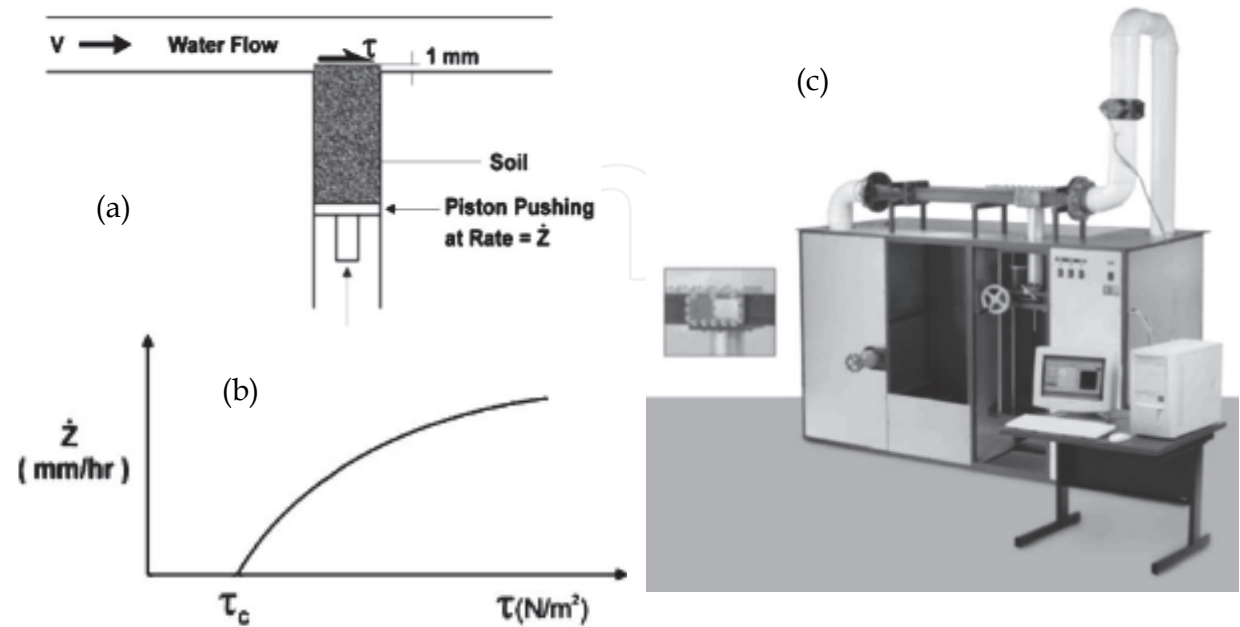 V
Water Flow
τ
1 mm
(a)
Soil
Piston Pushing
at Rate = Ż
(b)
Ż
( mm/hr )
τc
τ(N/m²)
(c)